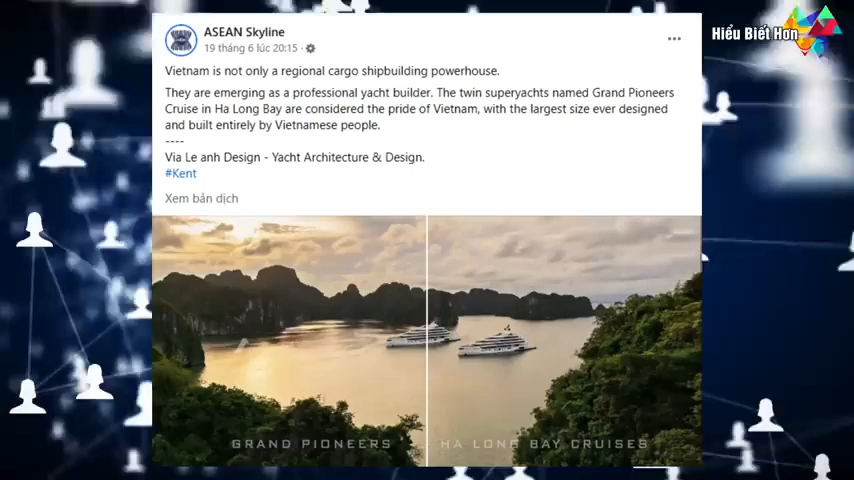 Hiểu Biết Hơn
ASEAN Skyline
19 tháng 6 lúc 20:15 ·
Vietnam is not only a regional cargo shipbuilding powerhouse.
They are emerging as a professional yacht builder. The twin superyachts named Grand Pioneers
Cruise in Ha Long Bay are considered the pride of Vietnam, with the largest size ever designed
and built entirely by Vietnamese people.
----
Via Le anh Design - Yacht Architecture & Design.
#Kent
Xem bản dịch
GRAND PIONEERS
HA LONG BAY CRUISES